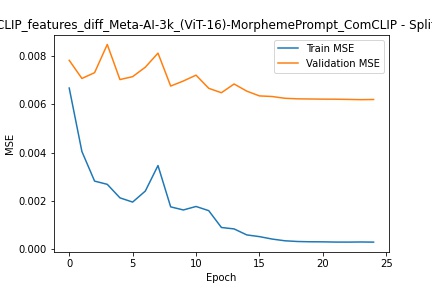 CLIP_features_diff_Meta-AI-3k_(ViT-16)-MorphemePrompt_ComCLIP - Split
Train MSE
Validation MSE
0.008
0.006
0.004
0.002
0.000
MSE
0 5 10 15 20 25
Epoch